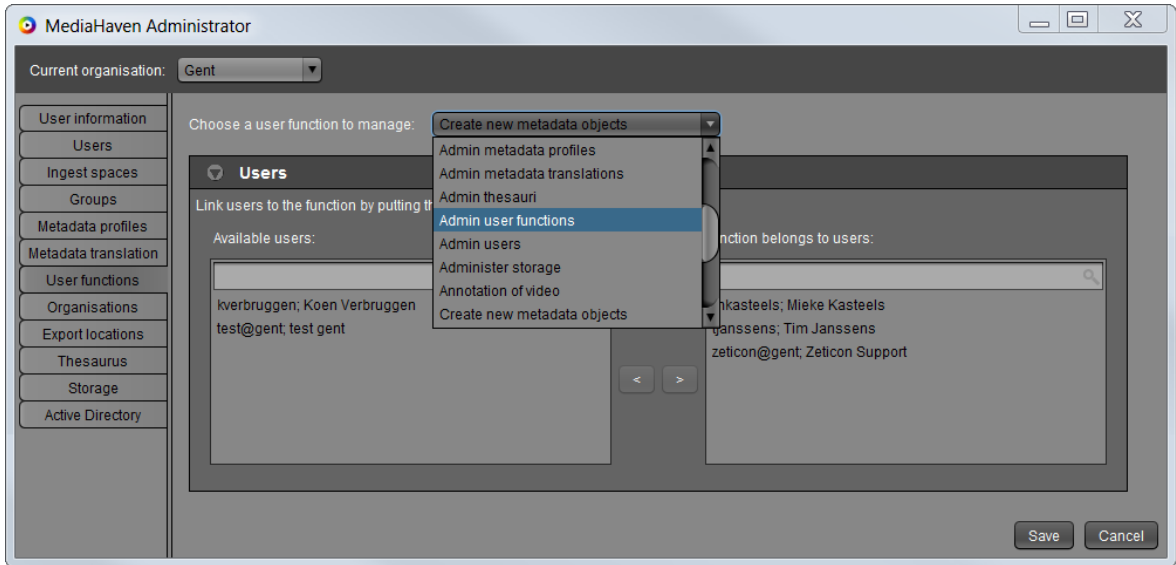 MediaHaven Administrator
Current organisation: Gent
User information
Users
Ingest spaces
Groups
Metadata profiles
Metadata translation
User functions
Organisations
Export locations
Thesaurus
Storage
Active Directory
Choose a user function to manage: Create new metadata objects
Admin metadata profiles
Admin metadata translations
Admin thesauri
Admin user functions
Admin users
Administer storage
Annotation of video
Create new metadata objects
Users
Link users to the function by putting
Available users:
belongs to users:
kverbruggen; Koen Verbruggen
test@gent; test gent
Mieke Kasteels
Tim Janssens
zeticon@gent; Zeticon Support
< >
Save Cancel